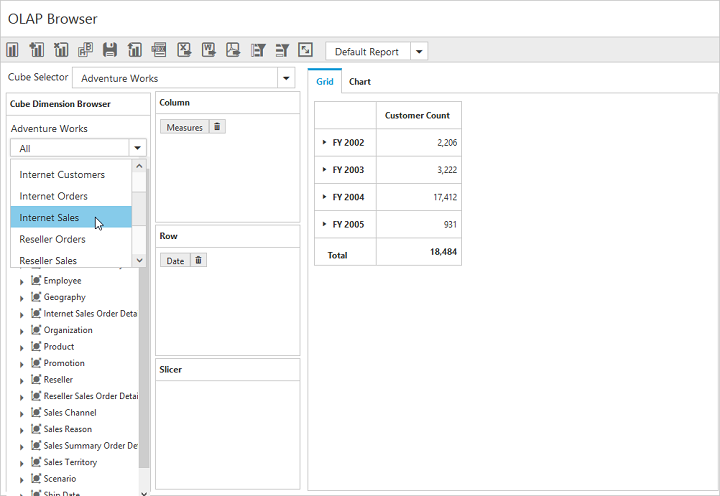 OLAP Browser
Default Report
Cube Selector
Adventure Works
Cube Dimension Browser
Adventure Works
All
Internet Customers
Internet Orders
Internet Sales
Reseller Orders
Reseller Sales
Employee
Geography
Internet Sales Order Detai
Organization
Product
Promotion
Reseller
Reseller Sales Order Detai
Sales Channel
Sales Reason
Sales Summary Order Det
Sales Territory
Scenario
Ship Date
Column
Measures
Row
Date
Slicer
Grid Chart
Customer Count
FY 2002 2,206
FY 2003 3,222
FY 2004 17,412
FY 2005 931
Total 18,484